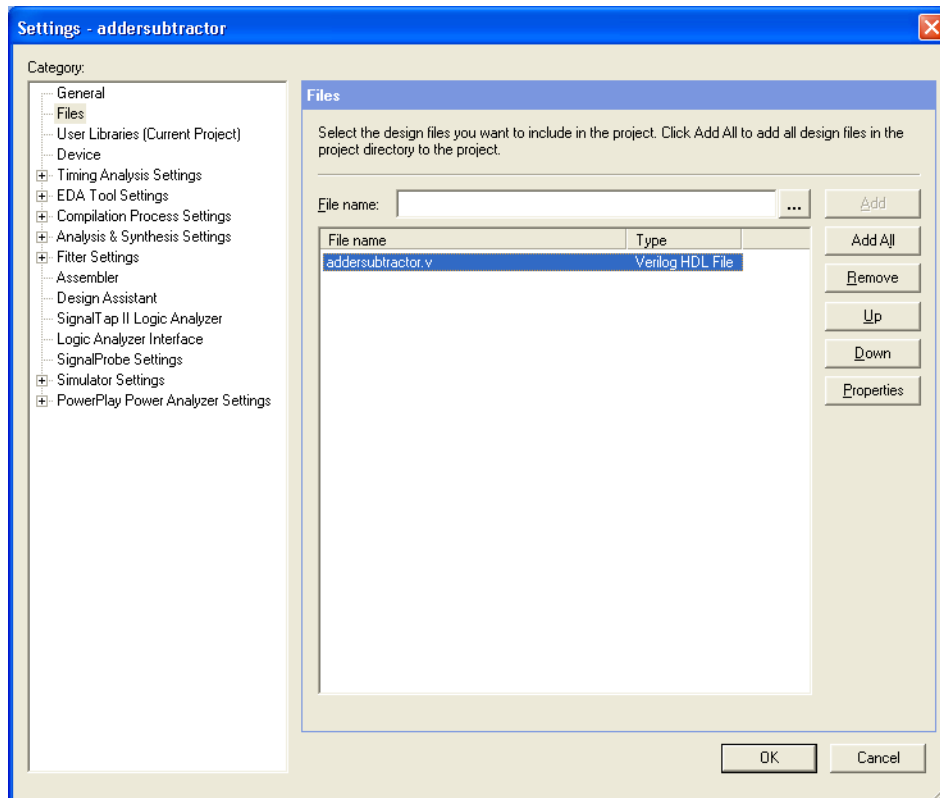 Settings - addersubtractor
Category:
General
Files
User Libraries (Current Project)
Device
Timing Analysis Settings
EDA Tool Settings
Compilation Process Settings
Analysis & Synthesis Settings
Fitter Settings
Assembler
Design Assistant
SignalTap II Logic Analyzer
Logic Analyzer Interface
SignalProbe Settings
Simulator Settings
PowerPlay Power Analyzer Settings
Files
Select the design files you want to include in the project. Click Add All to add all design files in the
project directory to the project.
File name: ... Add
File name Type Add All
addersubtractor.v Verilog HDL File
Remove
Up
Down
Properties
OK Cancel